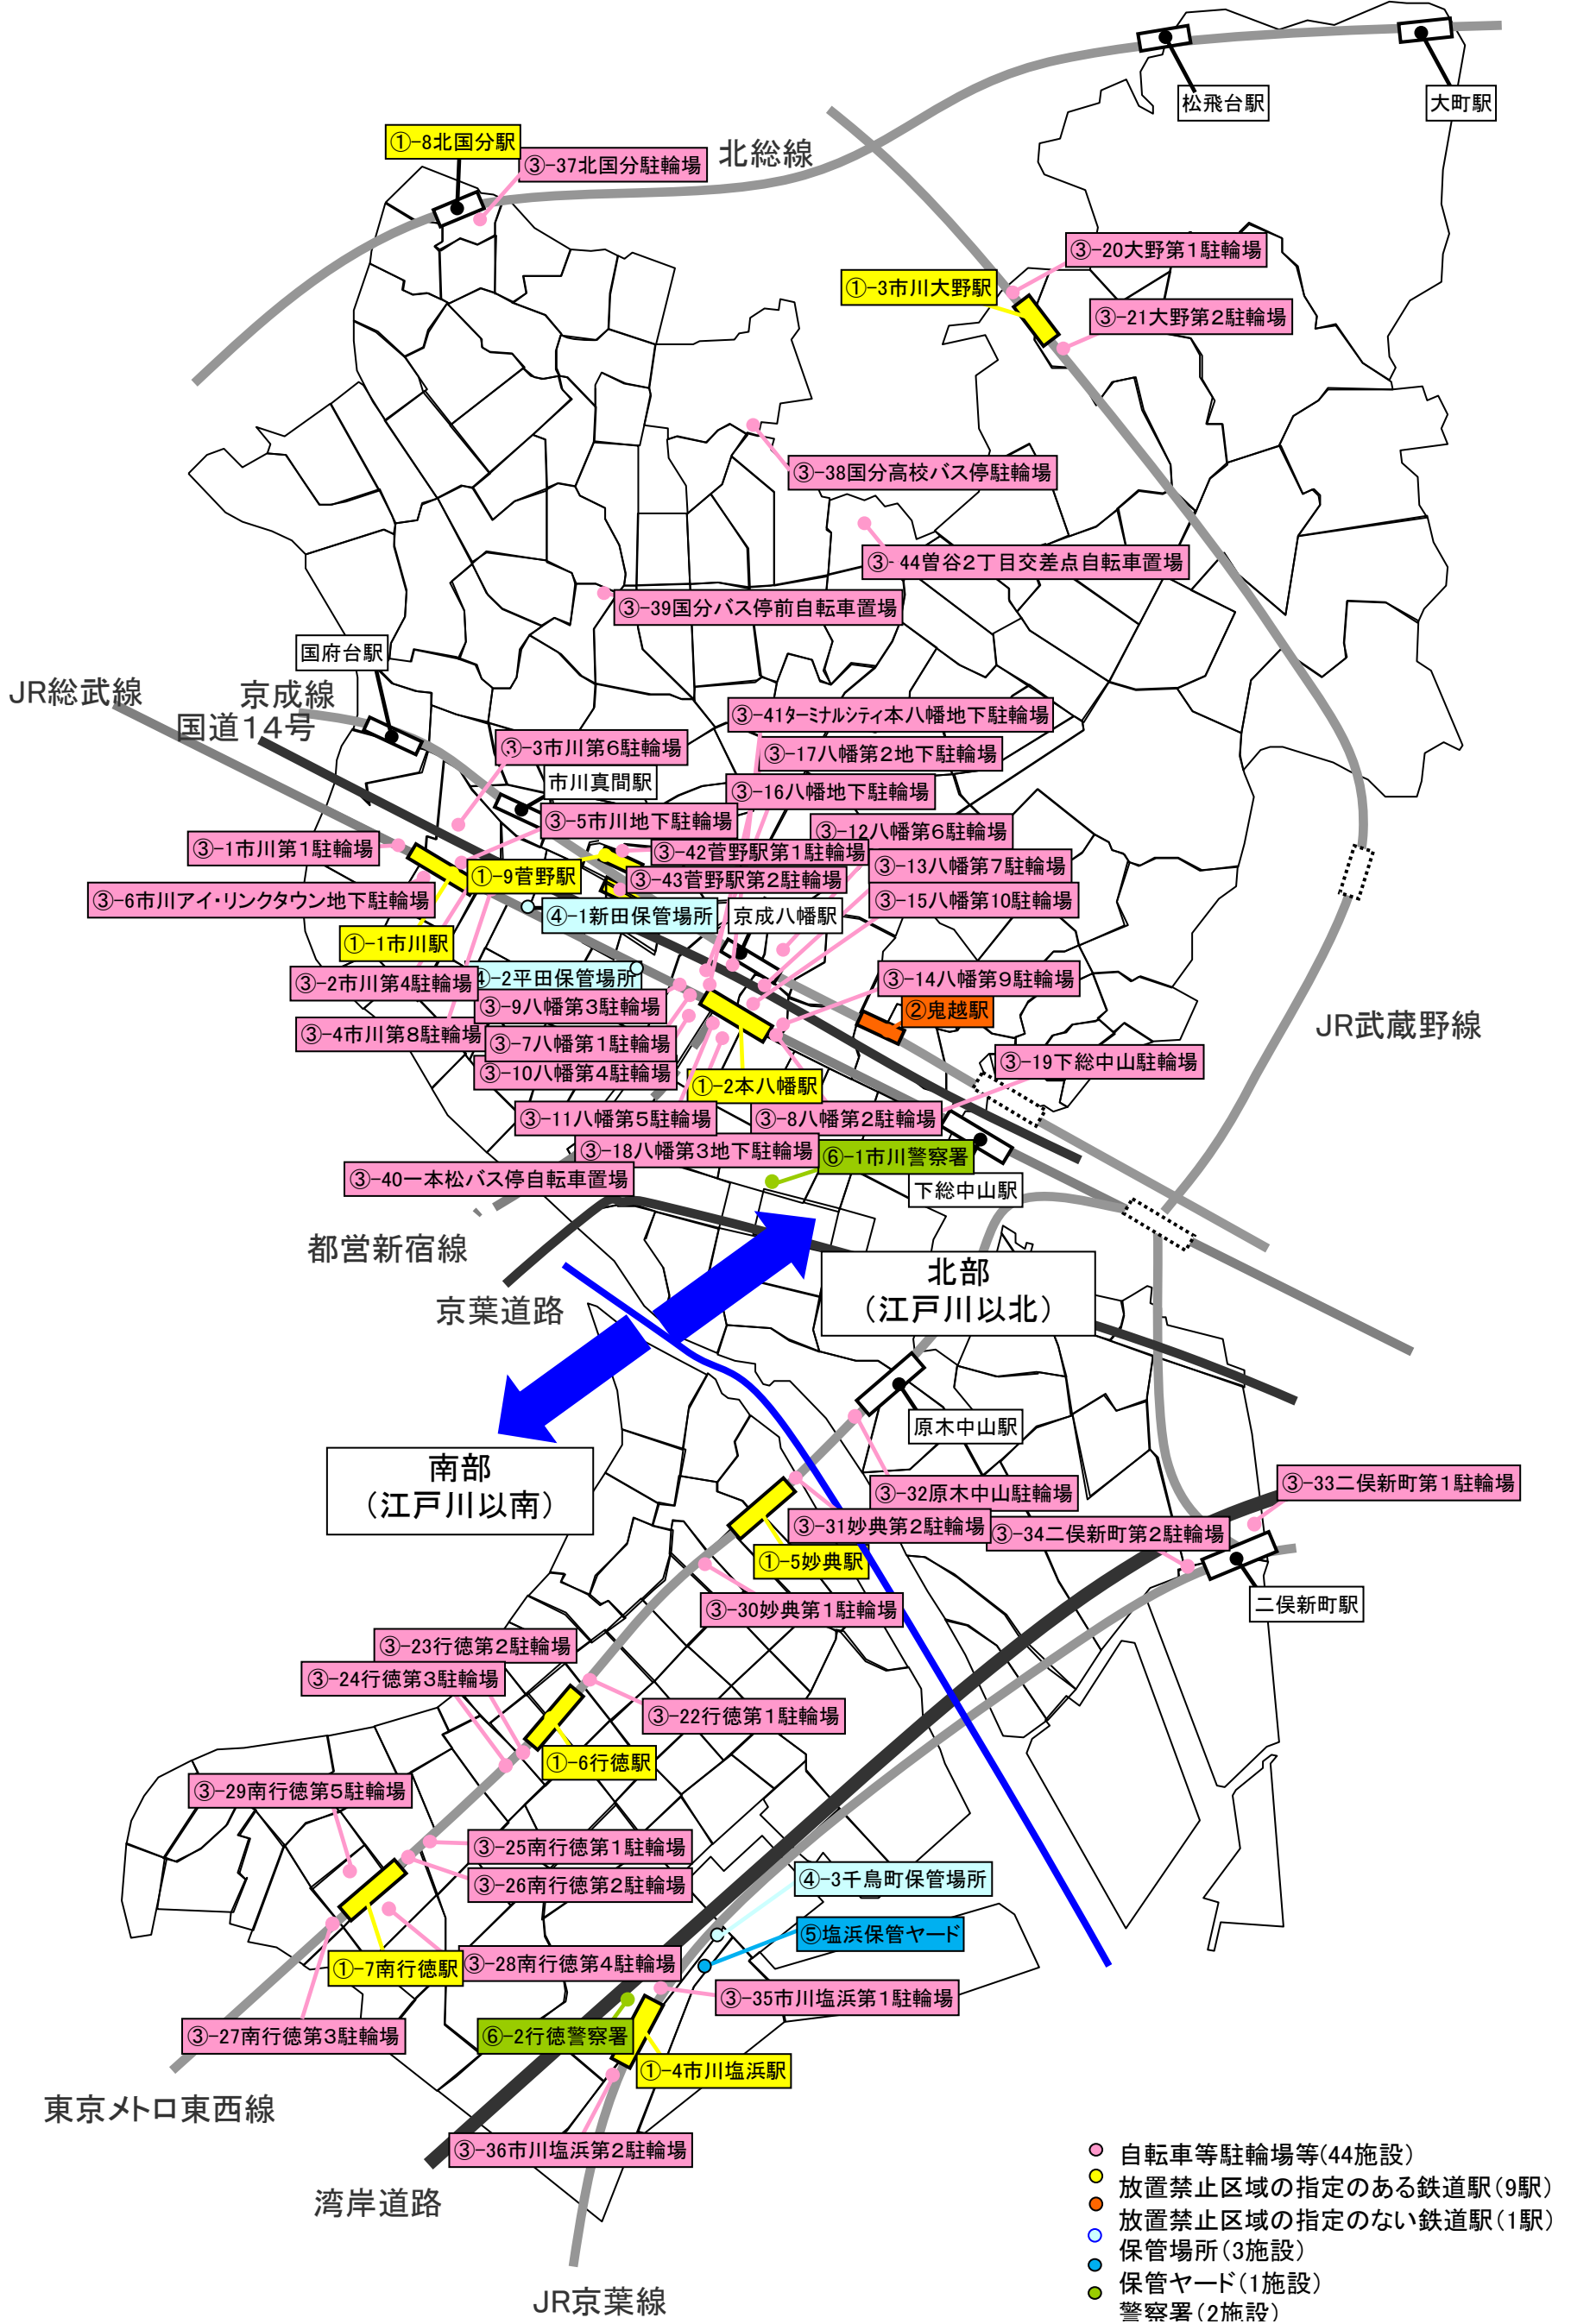 松飛台駅
大町駅
①-8北国分駅
③-37北国分駐輪場
北総線
③-20大野第1駐輪場
①-3市川大野駅
③-21大野第2駐輪場
③-38国分高校バス停駐輪場
③-44曽谷2丁目交差点自転車置場
③-39国分バス停前自転車置場
国府台駅
JR総武線
京成線
国道14号
③-41ターミナルシティ本八幡地下駐輪場
③-3市川第6駐輪場
③-17八幡第2地下駐輪場
市川真間駅
③-16八幡地下駐輪場
③-5市川地下駐輪場
③-12八幡第6駐輪場
③-1市川第1駐輪場
③-42菅野駅第1駐輪場
③-13八幡第7駐輪場
①-9菅野駅
③-43菅野駅第2駐輪場
③-6市川アイ・リンクタウン地下駐輪場
③-15八幡第10駐輪場
④-1新田保管場所
京成八幡駅
①-1市川駅
③-2市川第4駐輪場
④-2平田保管場所
③-14八幡第9駐輪場
③-9八幡第3駐輪場
②鬼越駅
JR武蔵野線
③-4市川第8駐輪場
③-7八幡第1駐輪場
③-19下総中山駐輪場
③-10八幡第4駐輪場
①-2本八幡駅
③-11八幡第5駐輪場
③-8八幡第2駐輪場
③-18八幡第3地下駐輪場
⑥-1市川警察署
③-40一本松バス停自転車置場
下総中山駅
都営新宿線
京葉道路
北部
(江戸川以北)
原木中山駅
南部
(江戸川以南)
③-33二俣新町第1駐輪場
③-32原木中山駐輪場
③-31妙典第2駐輪場
③-34二俣新町第2駐輪場
①-5妙典駅
二俣新町駅
③-30妙典第1駐輪場
③-23行徳第2駐輪場
③-24行徳第3駐輪場
③-22行徳第1駐輪場
①-6行徳駅
③-29南行徳第5駐輪場
③-25南行徳第1駐輪場
③-26南行徳第2駐輪場
④-3千鳥町保管場所
⑤塩浜保管ヤード
③-28南行徳第4駐輪場
①-7南行徳駅
③-35市川塩浜第1駐輪場
③-27南行徳第3駐輪場
⑥-2行徳警察署
①-4市川塩浜駅
東京メトロ東西線
③-36市川塩浜第2駐輪場
湾岸道路
JR京葉線
自転車等駐輪場等(44施設)
放置禁止区域の指定のある鉄道駅(9駅)
放置禁止区域の指定のない鉄道駅(1駅)
保管場所(3施設)
保管ヤード(1施設)
警察署(2施設)